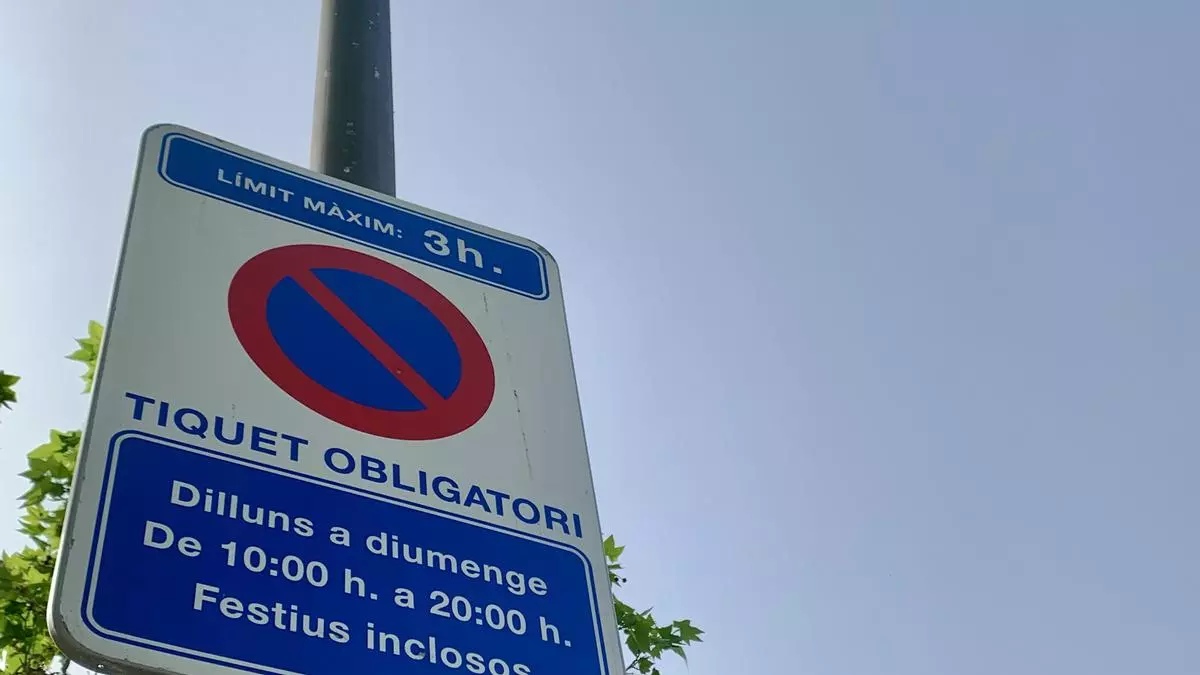 LÍMIT MÀXIM: 3h.
TIQUET OBLIGATORI
Dilluns a diumenge
De 10:00 h. a 20:00 h.
Festius inclosos